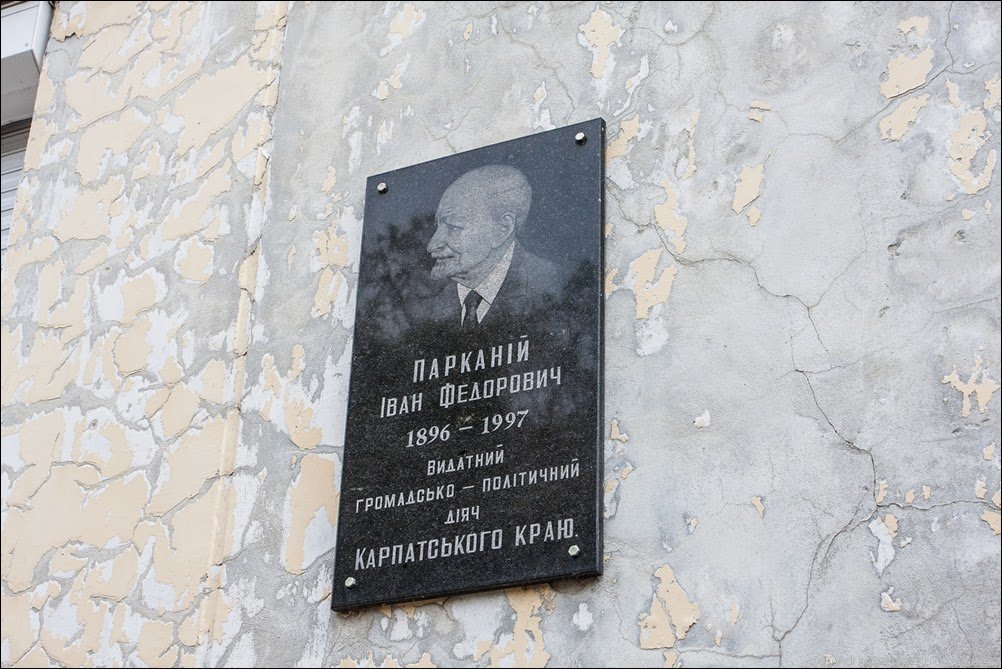 ПАРКАНІЙ
ІВАН ФЕДОРОВИЧ
1896 – 1997
ВИДАТНИЙ
ГРОМАДСЬКО – ПОЛІТИЧНИЙ
ДІЯЧ
КАРПАТСЬКОГО КРАЮ.